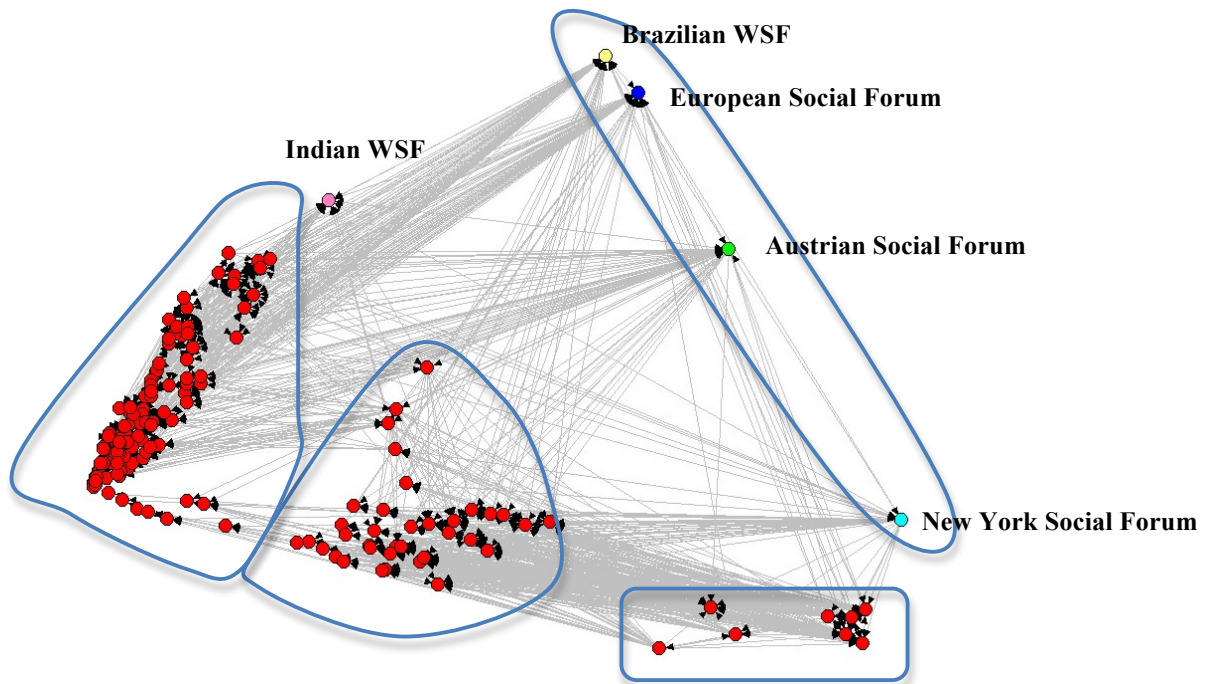 Brazilian WSF
European Social Forum
Indian WSF
Austrian Social Forum
New York Social Forum